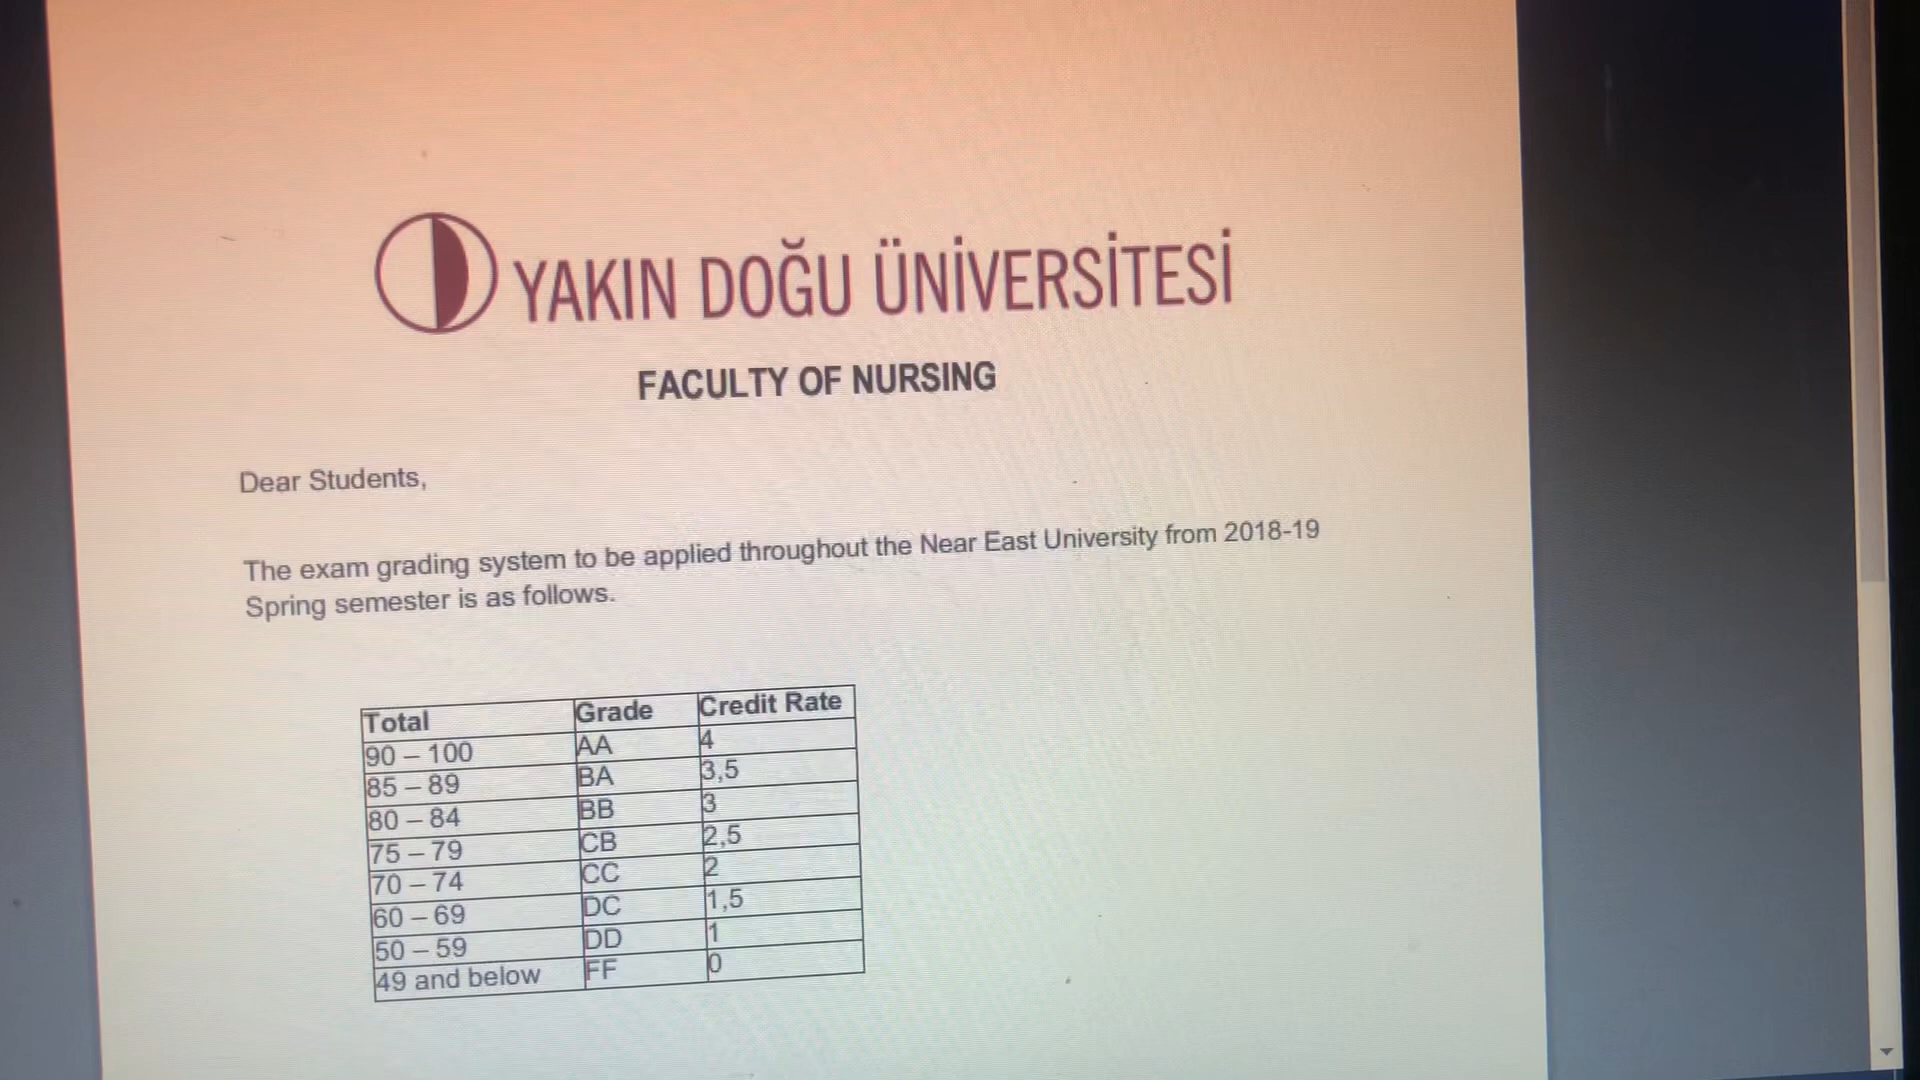 YAKIN DOĞU ÜNİVERSİTESİ
FACULTY OF NURSING
Dear Students,
The exam grading system to be applied throughout the Near East University from 2018-19
Spring semester is as follows.
Total Grade Credit Rate
90 – 100 AA 4
85 – 89 BA 3,5
80 – 84 BB 3
75 – 79 CB 2,5
70 – 74 CC 2
60 – 69 DC 1,5
50 – 59 DD 1
49 and below FF 0